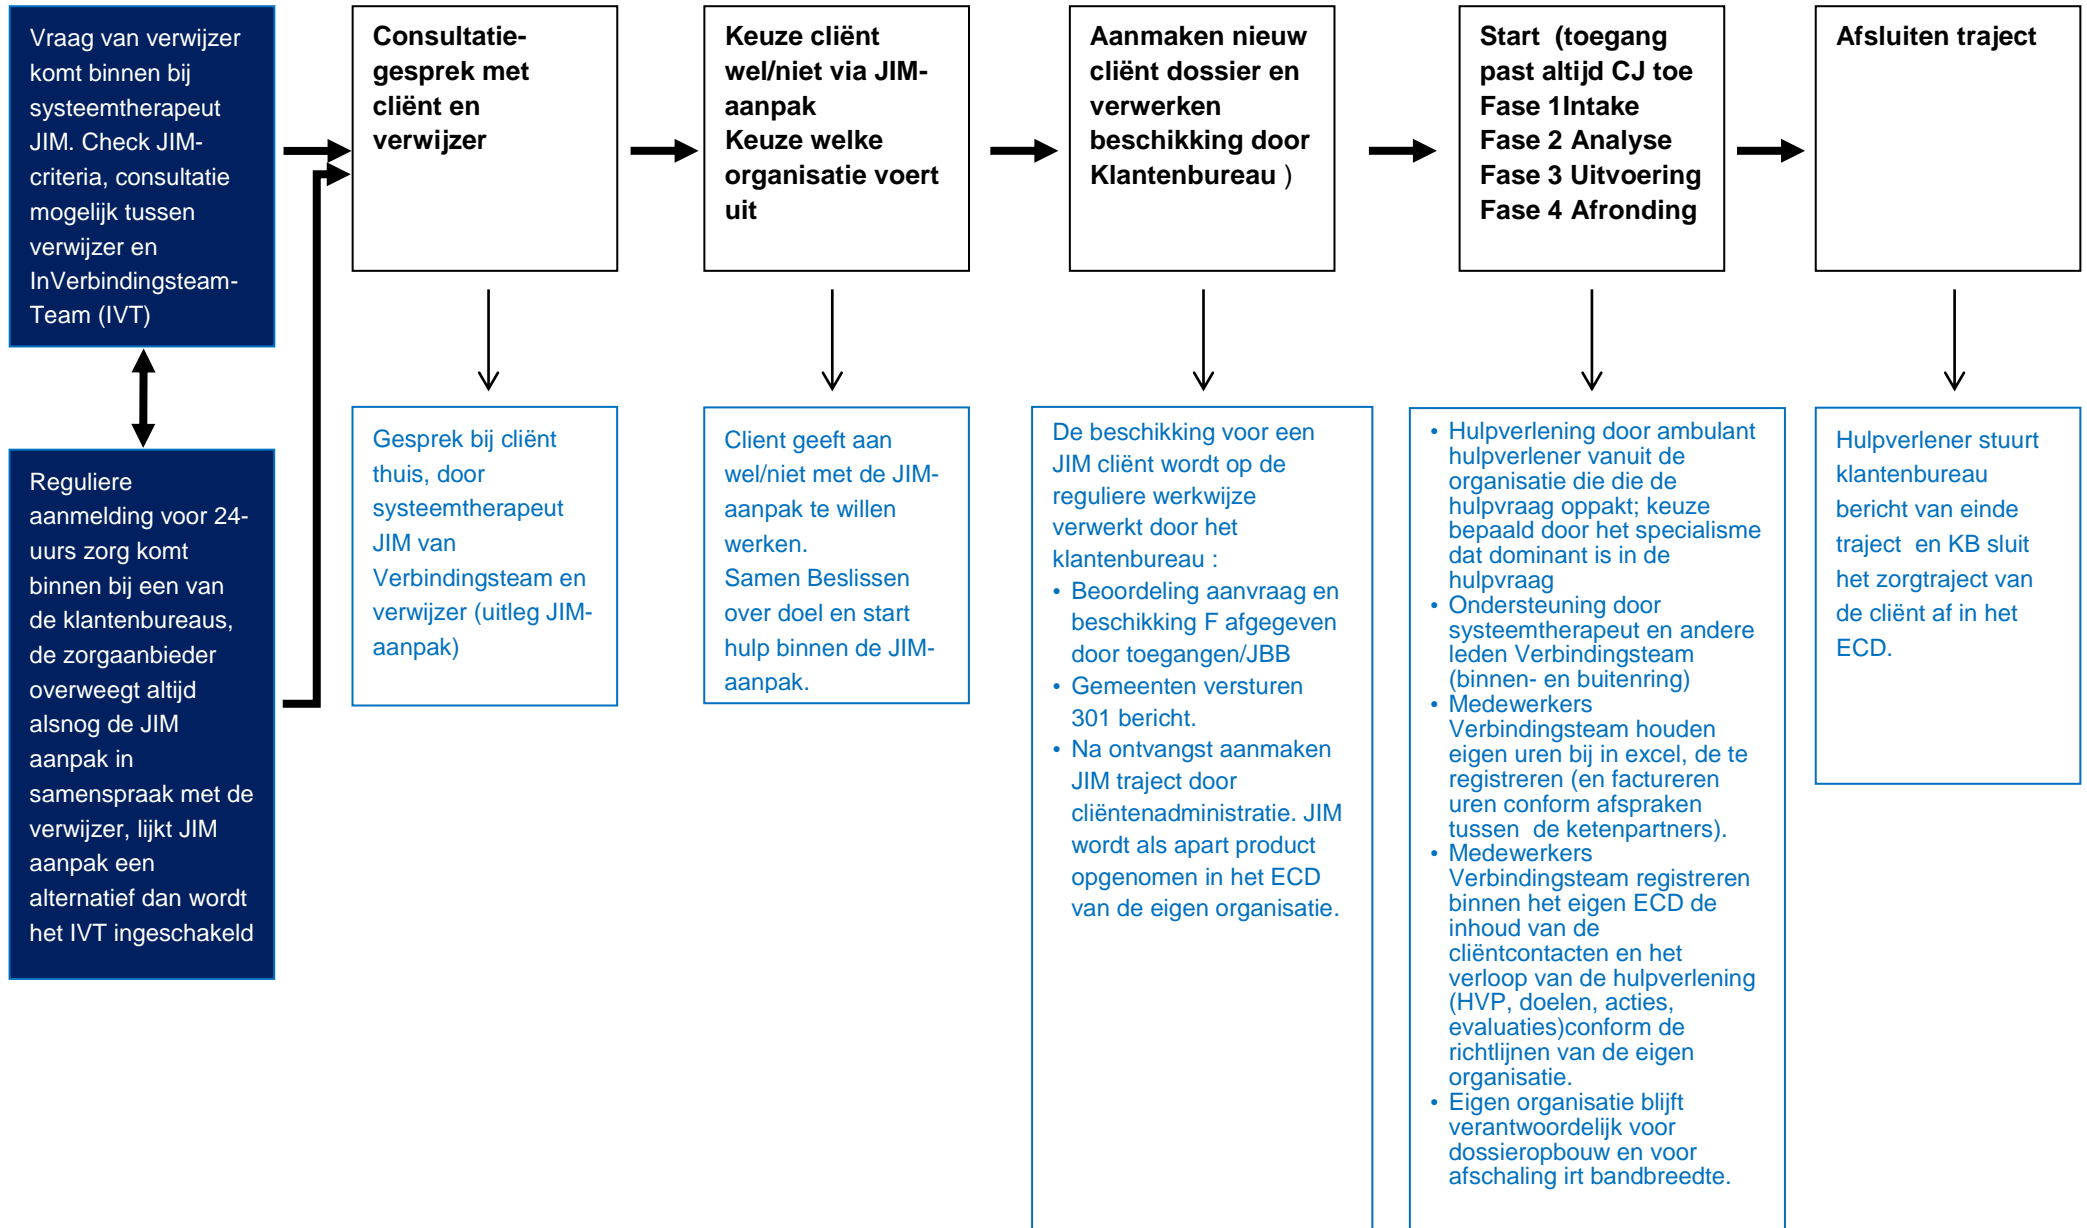 Vraag van verwijzer
komt binnen bij
systeemtherapeut
JIM. Check JIM-
criteria, consultatie
mogelijk tussen
verwijzer en
InVerbindingsteam-
Team (IVT)
Reguliere
aanmelding voor 24-
uurs zorg komt
binnen bij een van
de klantenbureaus,
de zorgaanbieder
overweegt altijd
alsnog de JIM
aanpak in
samenspraak met de
verwijzer, lijkt JIM
aanpak een
alternatief dan wordt
het IVT ingeschakeld
Consultatie-
gesprek met
cliënt en
verwijzer
Gesprek bij cliënt
thuis, door
systeemtherapeut
JIM van
Verbindingsteam en
verwijzer (uitleg JIM-
aanpak)
Keuze cliënt
wel/niet via JIM-
aanpak
Keuze welke
organisatie voert
uit
Client geeft aan
wel/niet met de JIM-
aanpak te willen
werken.
Samen Beslissen
over doel en start
hulp binnen de JIM-
aanpak.
Aanmaken nieuw
cliënt dossier en
verwerken
beschikking door
Klantenbureau )
De beschikking voor een
JIM cliënt wordt op de
reguliere werkwijze
verwerkt door het
klantenbureau :
• Beoordeling aanvraag en
beschikking F afgegeven
door toegangen/JBB
• Gemeenten versturen
301 bericht.
• Na ontvangst aanmaken
JIM traject door
cliëntenadministratie. JIM
wordt als apart product
opgenomen in het ECD
van de eigen organisatie.
Start (toegang
past altijd CJ toe
Fase 1Intake
Fase 2 Analyse
Fase 3 Uitvoering
Fase 4 Afronding
• Hulpverlening door ambulant
hulpverlener vanuit de
organisatie die die de
hulpvraag oppakt; keuze
bepaald door het specialisme
dat dominant is in de
hulpvraag
• Ondersteuning door
systeemtherapeut en andere
leden Verbindingsteam
(binnen- en buitenring)
• Medewerkers
Verbindingsteam houden
eigen uren bij in excel, de te
registreren (en factureren
uren conform afspraken
tussen de ketenpartners).
• Medewerkers
Verbindingsteam registreren
binnen het eigen ECD de
inhoud van de
cliëntcontacten en het
verloop van de hulpverlening
(HVP, doelen, acties,
evaluaties)conform de
richtlijnen van de eigen
organisatie.
• Eigen organisatie blijft
verantwoordelijk voor
dossieropbouw en voor
afschaling irt bandbreedte.
Afsluiten traject
Hulpverlener stuurt
klantenbureau
bericht van einde
traject en KB sluit
het zorgtraject van
de cliënt af in het
ECD.